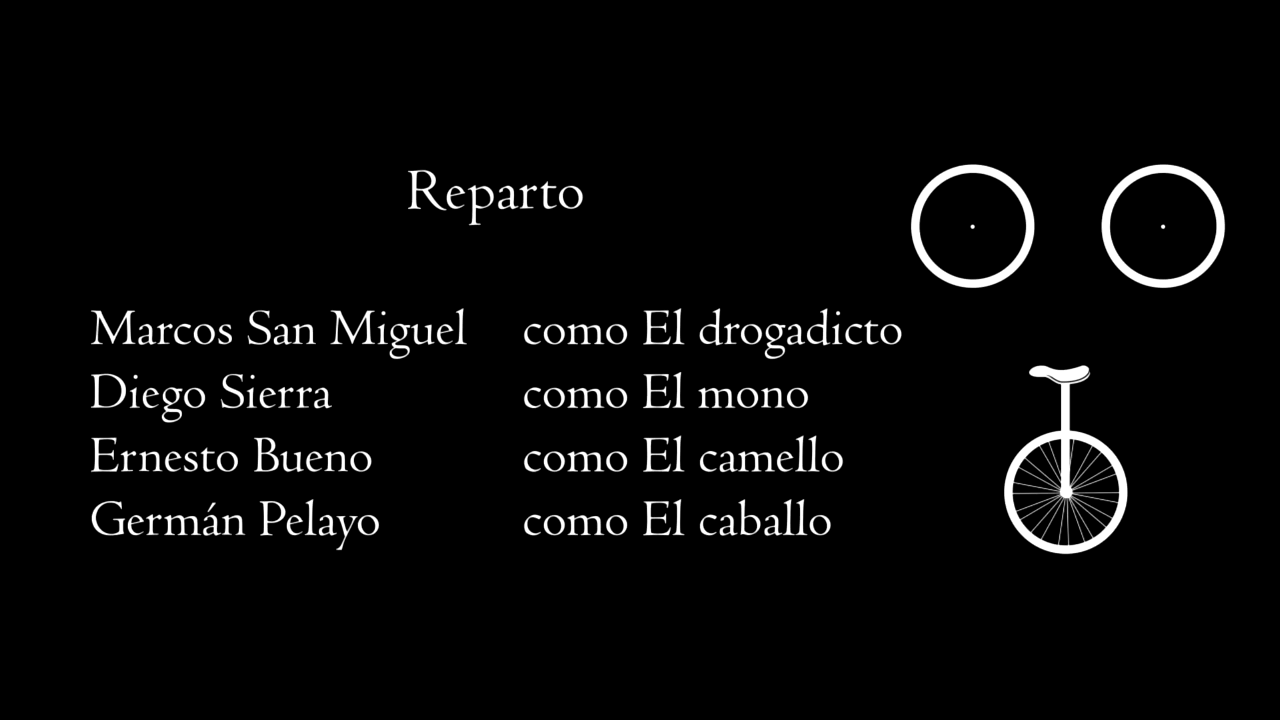 Reparto
Marcos San Miguel como El drogadicto
Diego Sierra como El mono
Ernesto Bueno como El camello
Germán Pelayo como El caballo